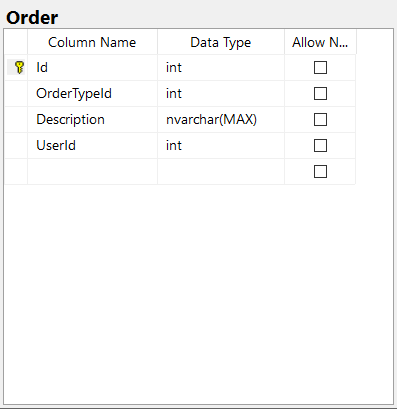 Order
Column Name Data Type Allow N...
Id int
OrderTypeId int
Description nvarchar(MAX)
UserId int